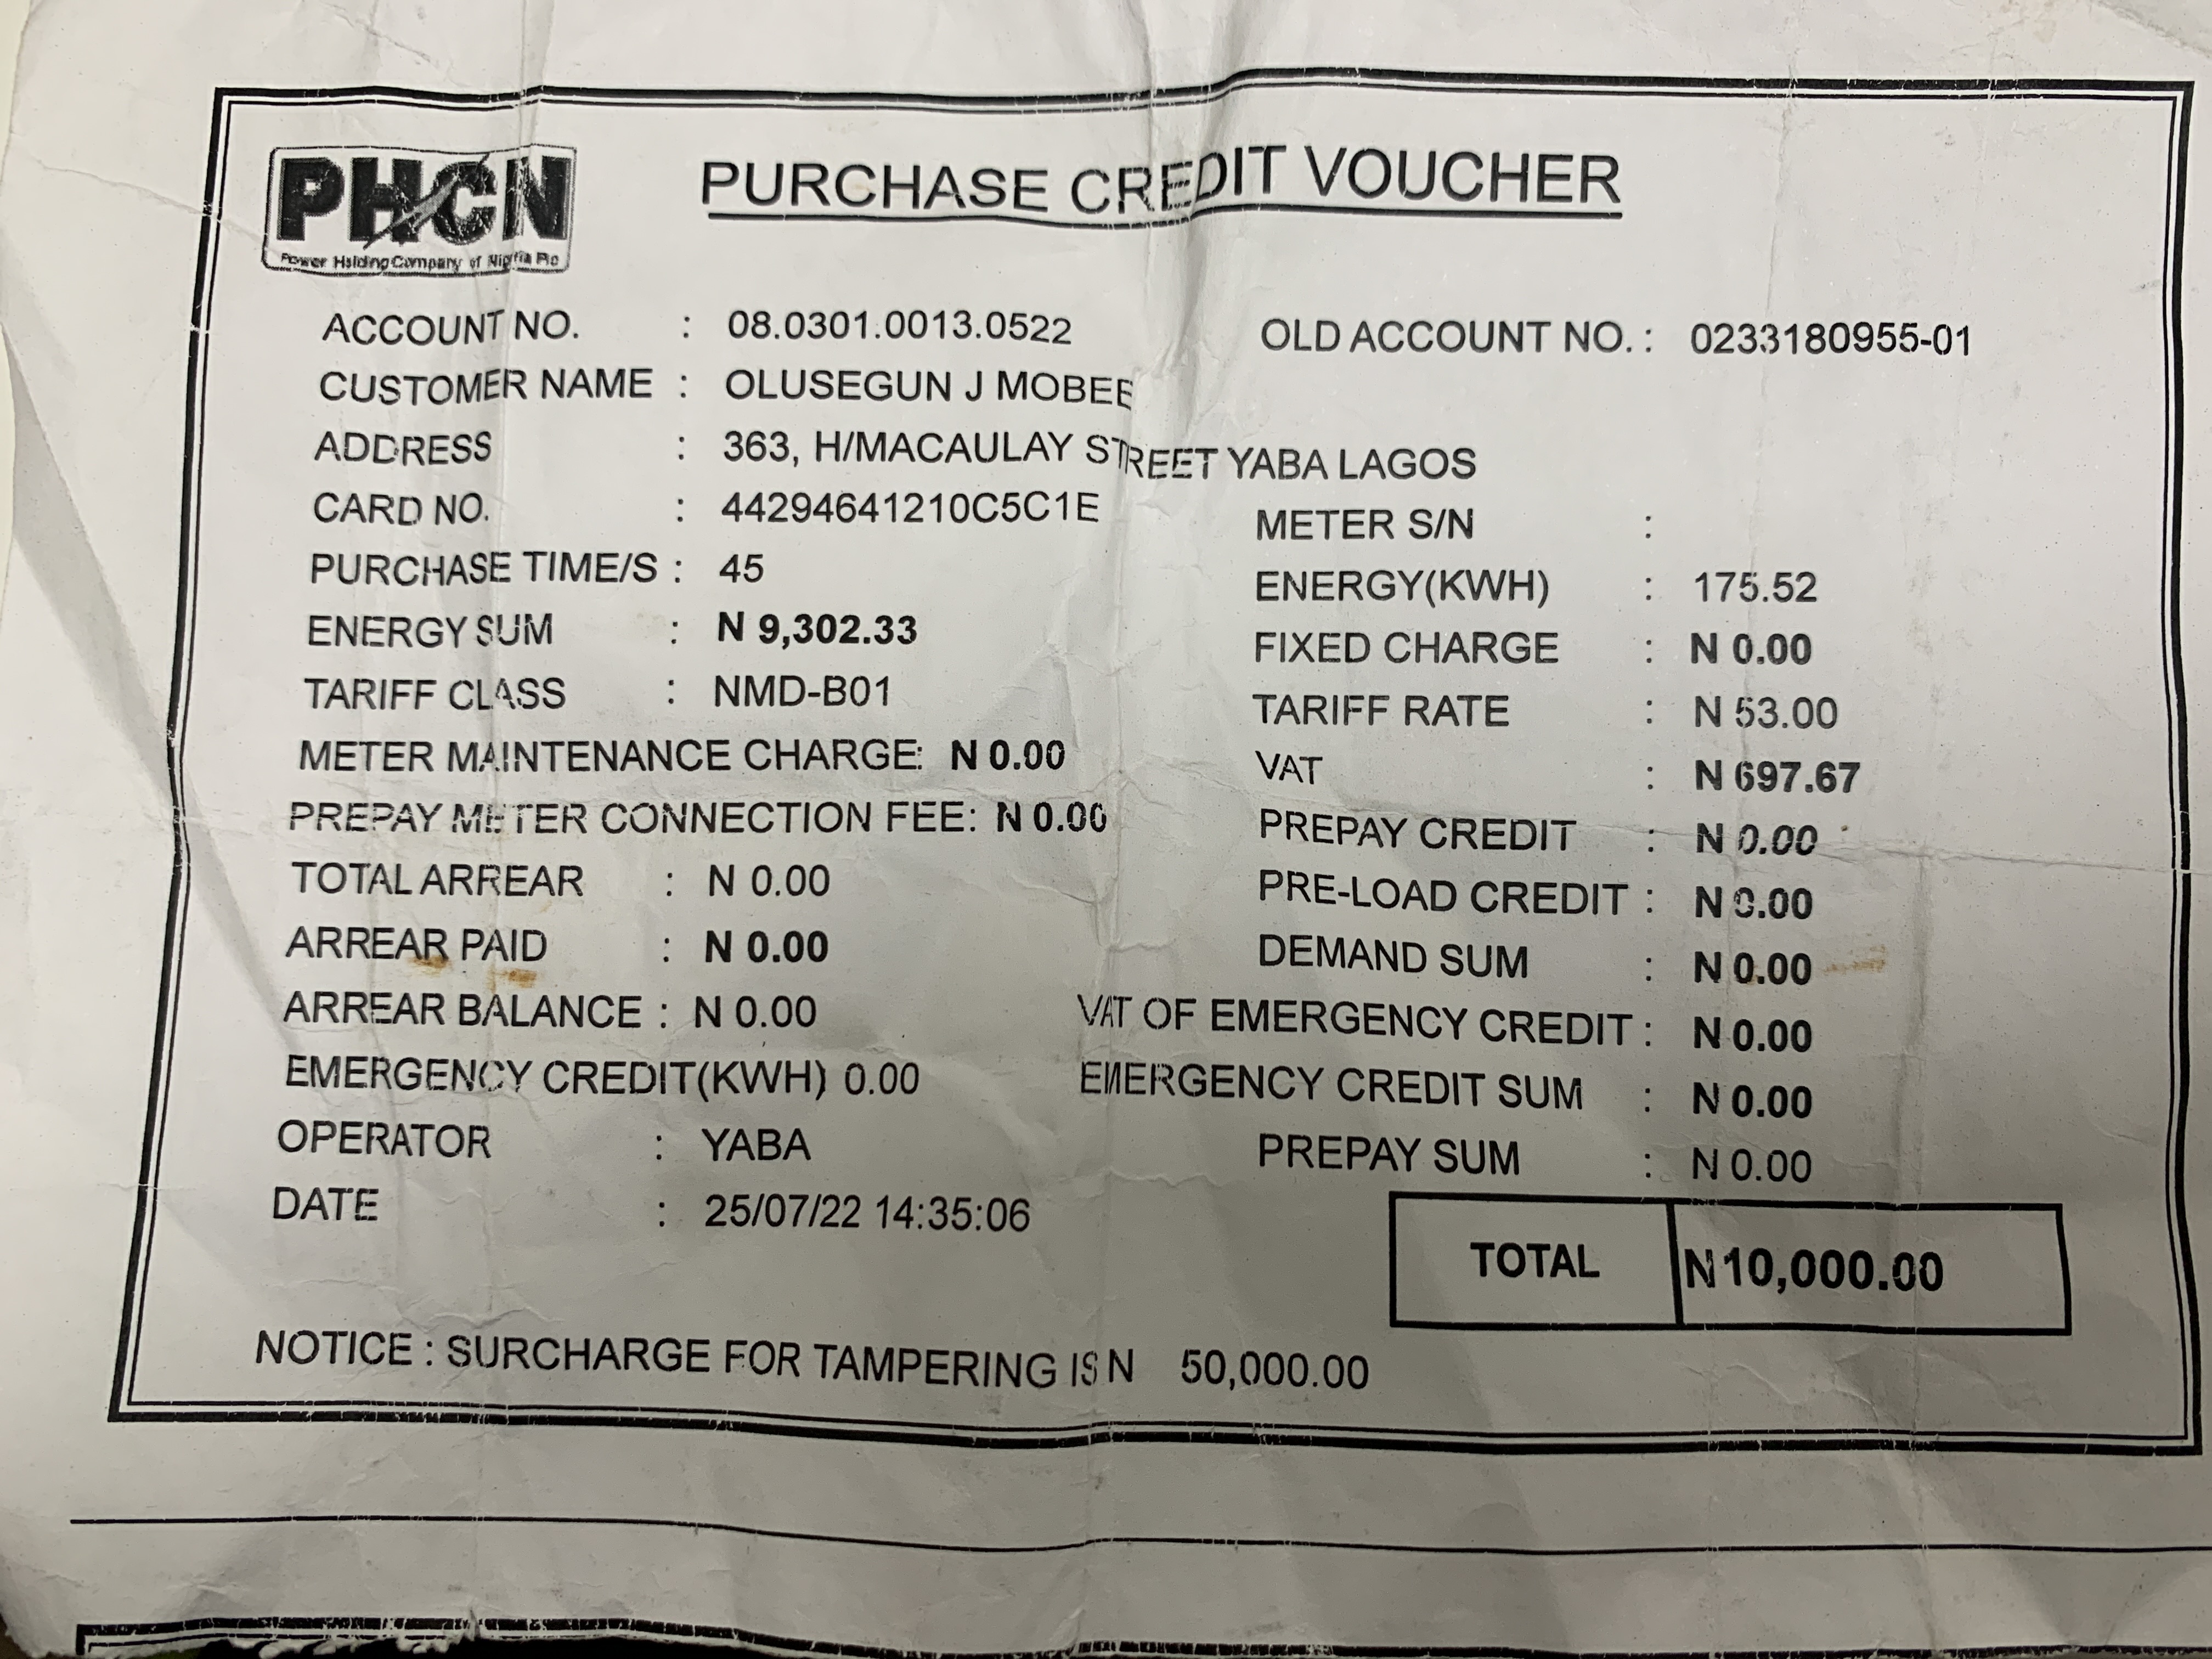 PHCN
Power Holding Company of Nigeria Plc
PURCHASE CREDIT VOUCHER
ACCOUNT NO. : 08.0301.0013.0522 OLD ACCOUNT NO. : 0233180955-01
CUSTOMER NAME : OLUSEGUN J MOBEE
ADDRESS : 363, H/MACAULAY STREET YABA LAGOS
CARD NO. : 44294641210C5C1E METER S/N :
PURCHASE TIME/S : 45 ENERGY(KWH) : 175.52
ENERGY SUM : N 9,302.33 FIXED CHARGE : N 0.00
TARIFF CLASS : NMD-B01 TARIFF RATE : N 53.00
METER MAINTENANCE CHARGE: N 0.00 VAT : N 697.67
PREPAY METER CONNECTION FEE: N 0.00 PREPAY CREDIT : N 0.00
TOTAL ARREAR : N 0.00 PRE-LOAD CREDIT : N 0.00
ARREAR PAID : N 0.00 DEMAND SUM : N 0.00
ARREAR BALANCE : N 0.00 VAT OF EMERGENCY CREDIT : N 0.00
EMERGENCY CREDIT(KWH) 0.00 EMERGENCY CREDIT SUM : N 0.00
OPERATOR : YABA PREPAY SUM : N 0.00
DATE : 25/07/22 14:35:06
TOTAL N 10,000.00
NOTICE : SURCHARGE FOR TAMPERING IS N 50,000.00